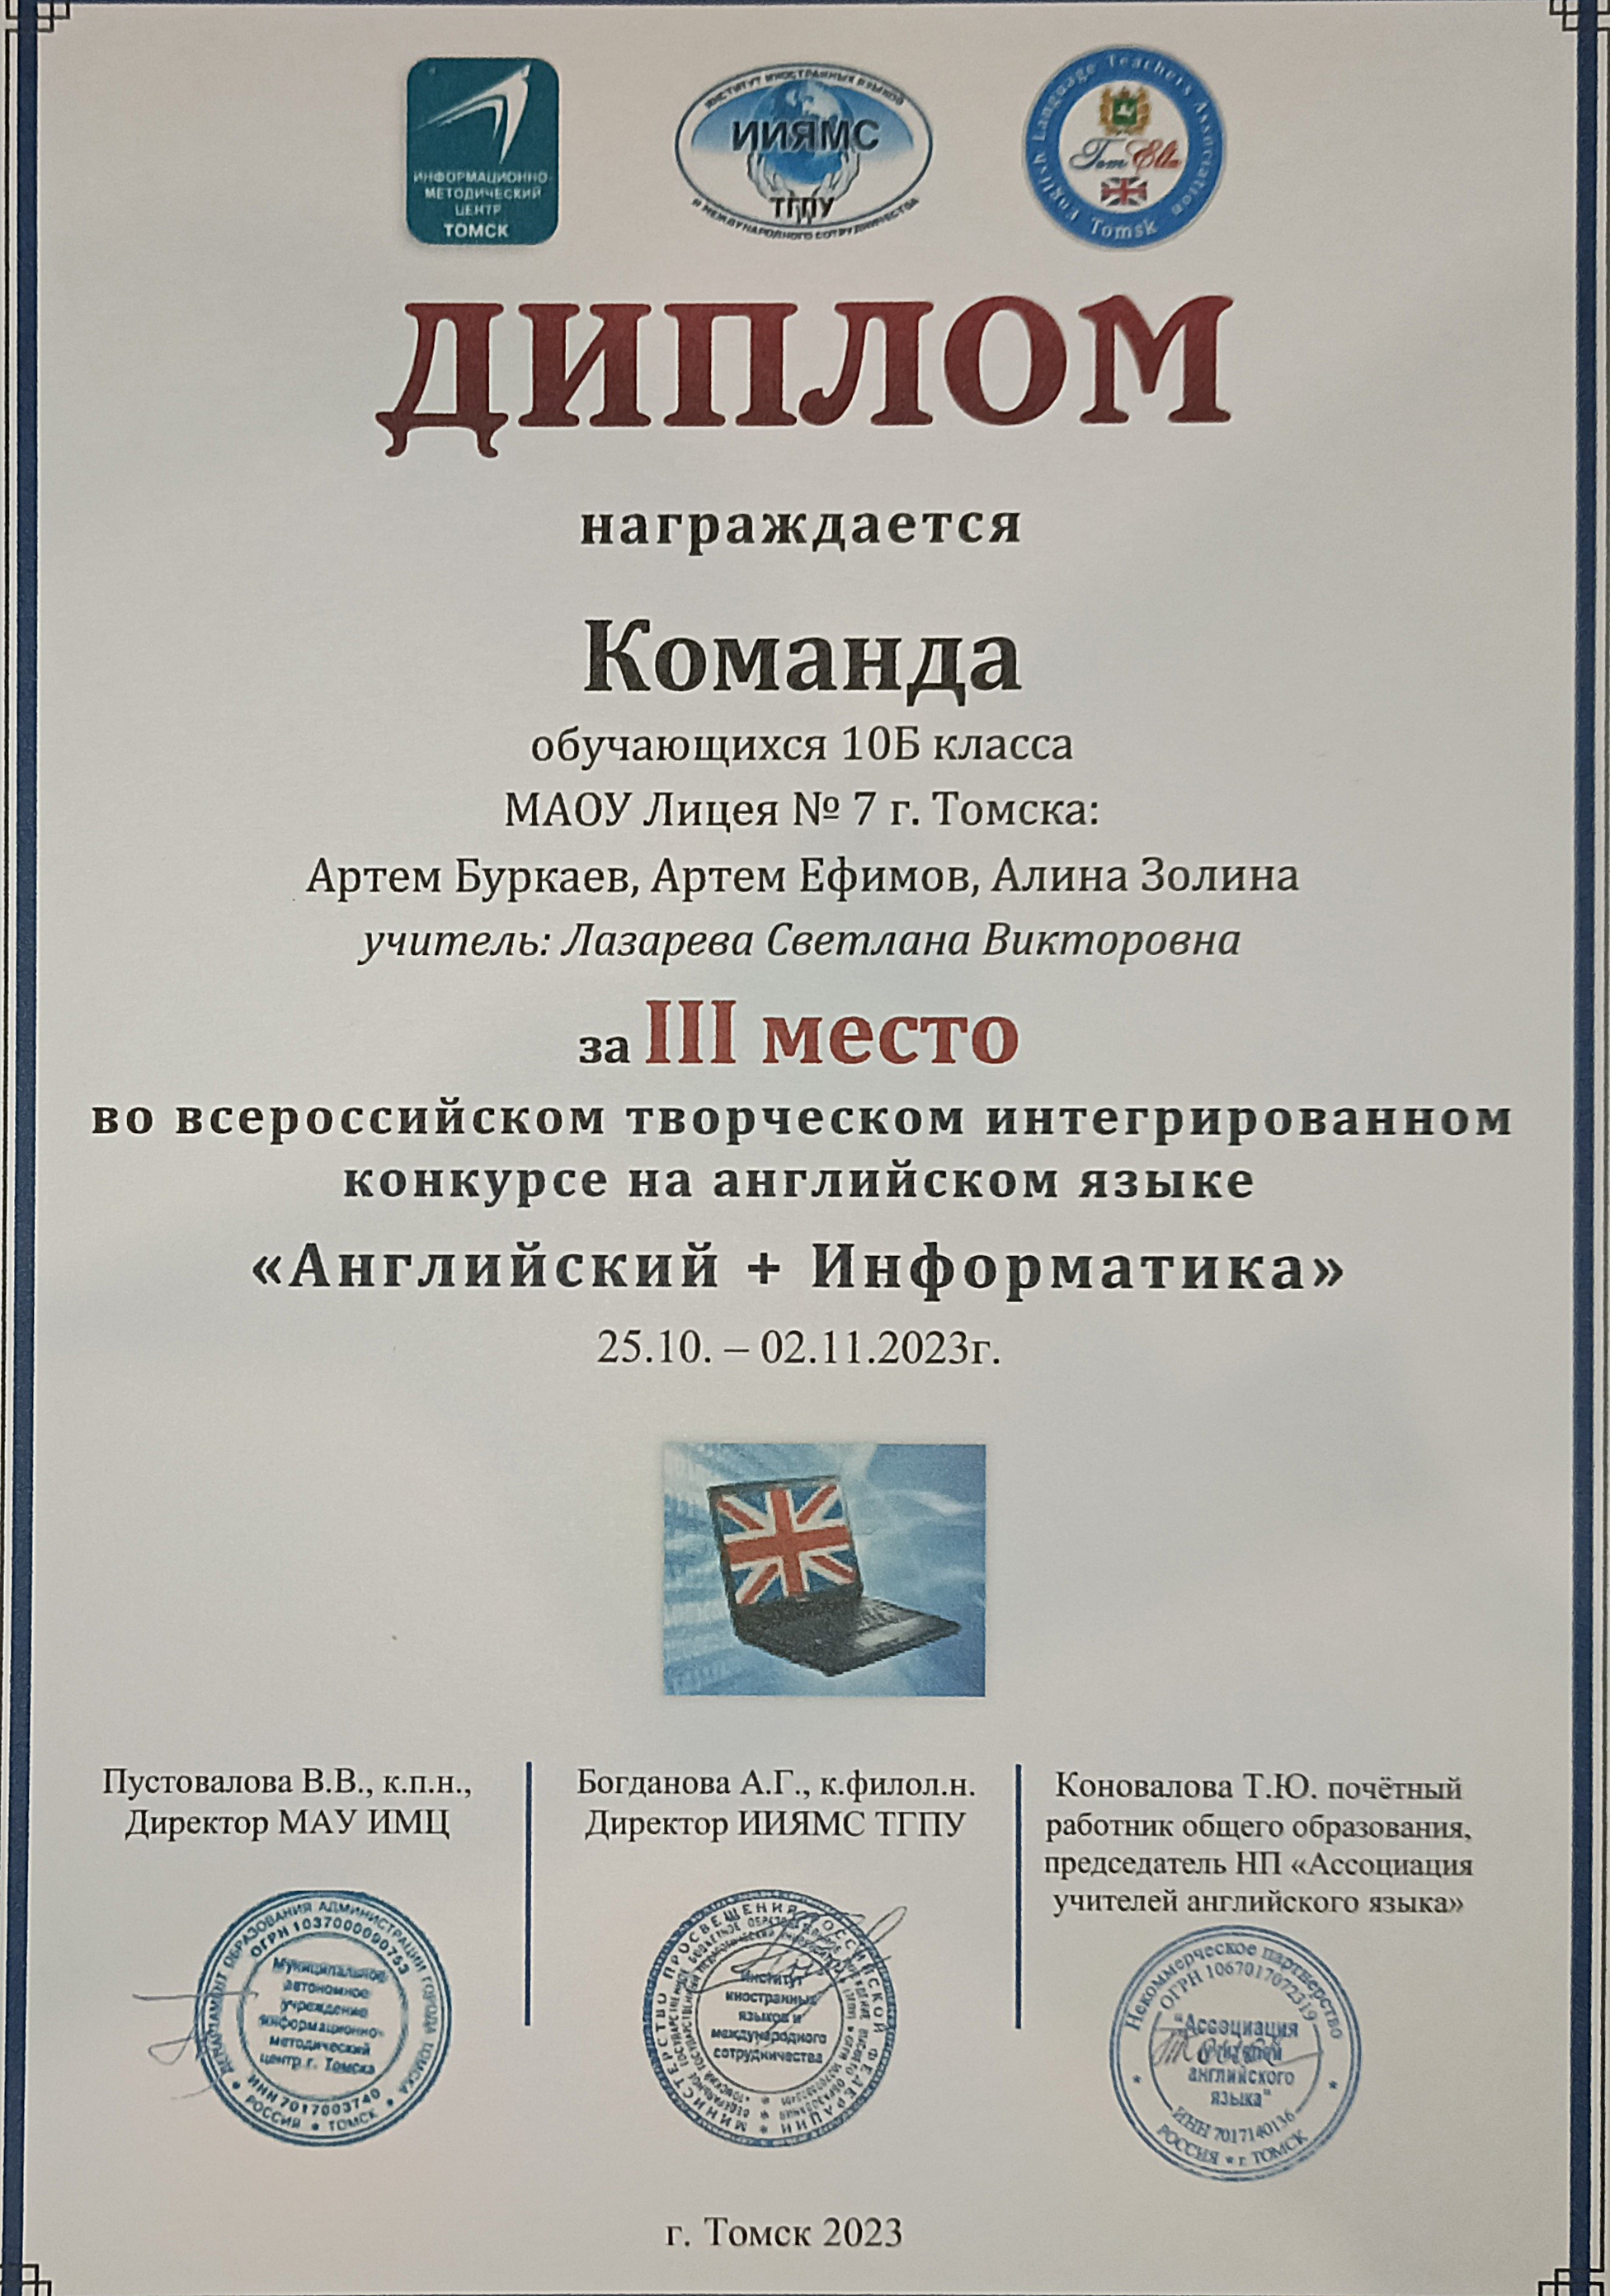 ИНФОРМАЦИОННО-
МЕТОДИЧЕСКИЙ
ЦЕНТР
ТОМСК
ИНСТИТУТ ИНОСТРАННЫХ ЯЗЫКОВ
ИИЯМС
ТГПУ
И МЕЖДУНАРОДНОГО СОТРУДНИЧЕСТВА
English Language Teachers Association
Tomsk
ДИПЛОМ
награждается
Команда
обучающихся 10Б класса
МАОУ Лицея № 7 г. Томска:
Артем Буркаев, Артем Ефимов, Алина Золина
учитель: Лазарева Светлана Викторовна
за III место
во всероссийском творческом интегрированном
конкурсе на английском языке
«Английский + Информатика»
25.10. – 02.11.2023г.
Пустовалова В.В., к.п.н.,
Директор МАУ ИМЦ
Богданова А.Г., к.филол.н.
Директор ИИЯМС ТГПУ
Коновалова Т.Ю. почётный
работник общего образования,
председатель НП «Ассоциация
учителей английского языка»
ДЕПАРТАМЕНТ ОБРАЗОВАНИЯ АДМИНИСТРАЦИИ ГОРОДА ТОМСКА
ОГРН 1037000090753
Муниципальное
автономное
учреждение
информационно-
методический
центр г. Томска
ИНН 7017003740
РОССИЯ * ТОМСК
МИНИСТЕРСТВО ПРОСВЕЩЕНИЯ РОССИЙСКОЙ ФЕДЕРАЦИИ
Институт
иностранных
языков и
международного
сотрудничества
Некоммерческое партнерство
ОГРН 1067017072319
"Ассоциация
учителей
английского
языка"
ИНН 7017140136
РОССИЯ * г. ТОМСК
г. Томск 2023